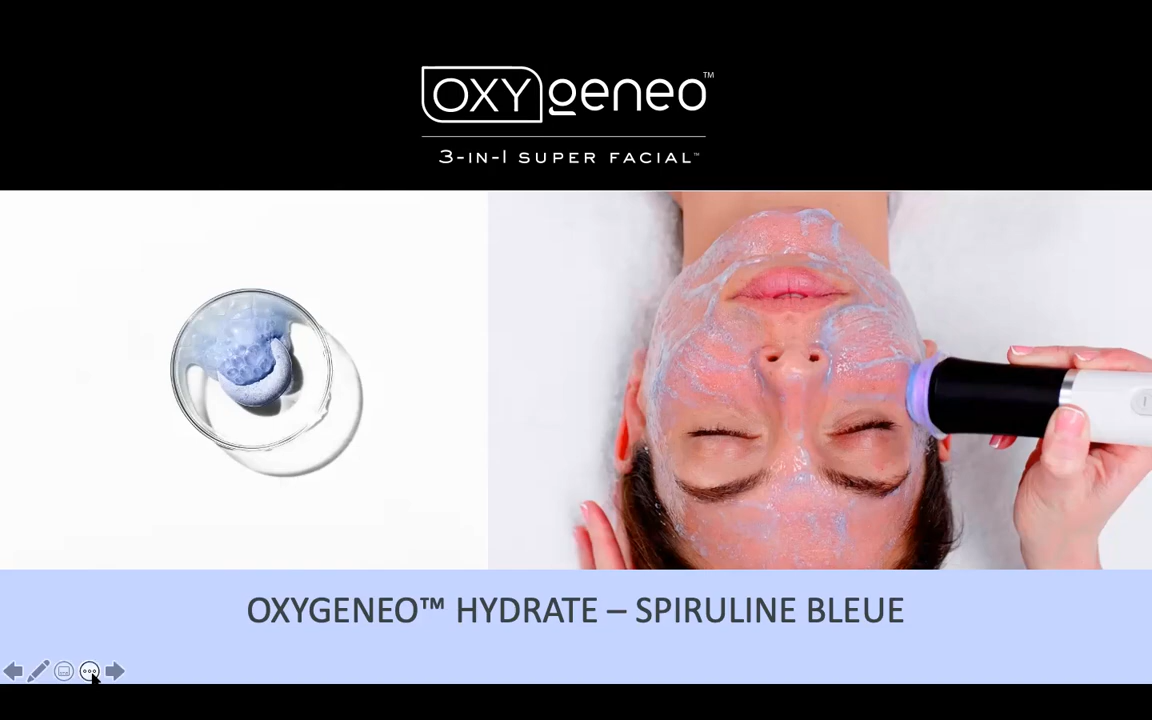 OXYgeneo™
3-IN-1 SUPER FACIAL™
OXYGENEO™ HYDRATE – SPIRULINE BLEUE